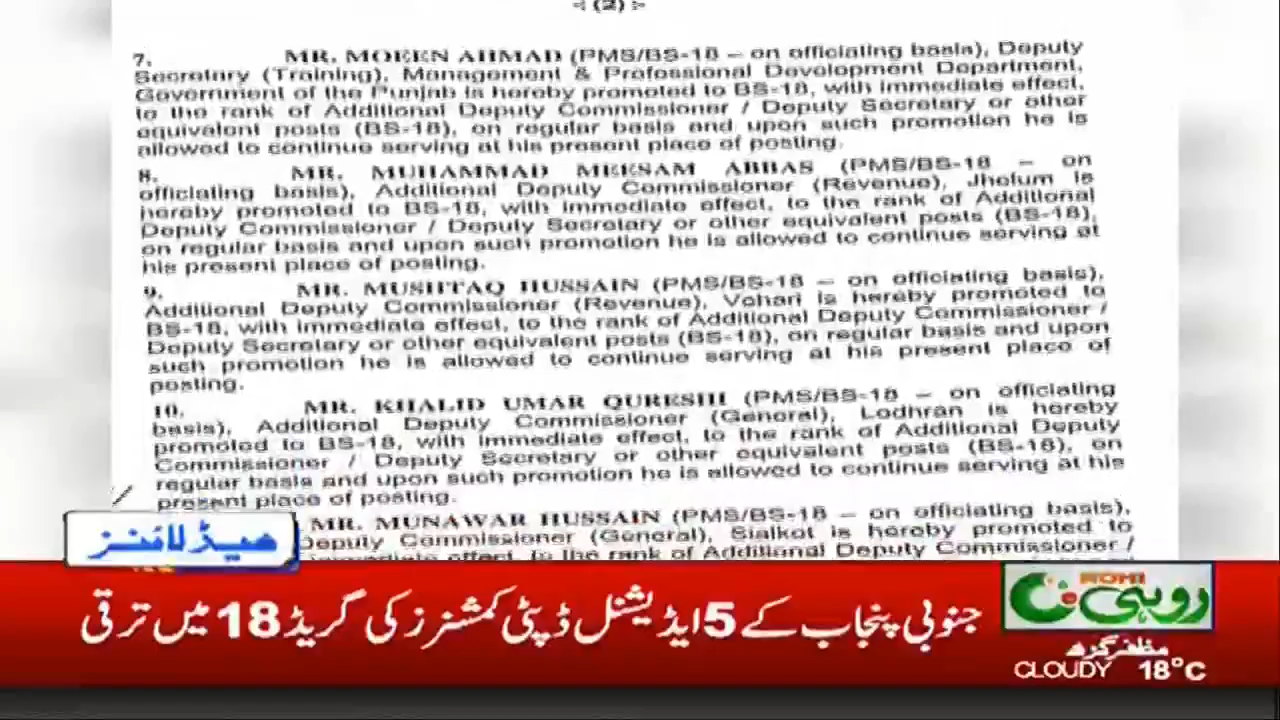 (2)
7. MR. MOEEN AHMAD (PMS/BS-18 – on officiating basis), Deputy
Secretary (Training), Management & Professional Development Department,
Government of the Punjab is hereby promoted to BS-18, with immediate effect,
to the rank of Additional Deputy Commissioner / Deputy Secretary or other
equivalent posts (BS-18), on regular basis and upon such promotion he is
allowed to continue serving at his present place of posting.
8. MR. MUHAMMAD MEESAM ABBAS (PMS/BS-18 – on
officiating basis), Additional Deputy Commissioner (Revenue), Jhelum is
hereby promoted to BS-18, with immediate effect, to the rank of Additional
Deputy Commissioner / Deputy Secretary or other equivalent posts (BS-18),
on regular basis and upon such promotion he is allowed to continue serving at
his present place of posting.
9. MR. MUSHTAQ HUSSAIN (PMS/BS-18 – on officiating basis),
Additional Deputy Commissioner (Revenue), Vehari is hereby promoted to
BS-18, with immediate effect, to the rank of Additional Deputy Commissioner /
Deputy Secretary or other equivalent posts (BS-18), on regular basis and upon
such promotion he is allowed to continue serving at his present place of
posting.
10. MR. KHALID UMAR QURESHI (PMS/BS-18 – on officiating
basis), Additional Deputy Commissioner (General), Lodhran is hereby
promoted to BS-18, with immediate effect, to the rank of Additional Deputy
Commissioner / Deputy Secretary or other equivalent posts (BS-18), on
regular basis and upon such promotion he is allowed to continue serving at his
present place of posting.
MR. MUNAWAR HUSSAIN (PMS/BS-18 – on officiating basis),
Deputy Commissioner (General), Sialkot is hereby promoted to
immediate effect, to the rank of Additional Deputy Commissioner /
ہیڈ لائنز
جنوبی پنجاب کے 5 ایڈیشنل ڈپٹی کمشنرز کی گریڈ 18 میں ترقی
ROHI
روہی
مظفر گڑھ
CLOUDY 18°C